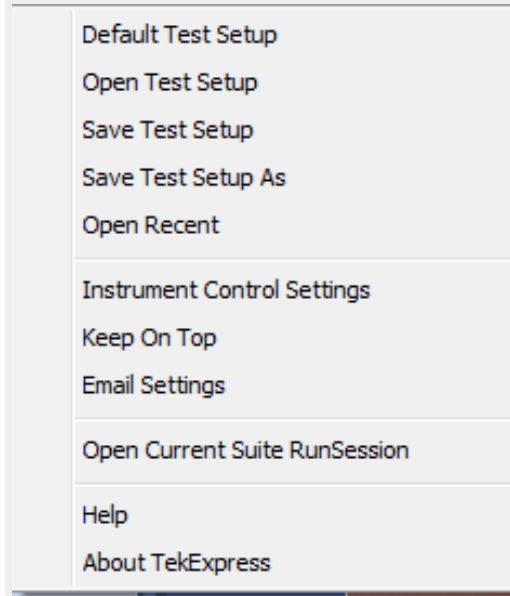 Default Test Setup
Open Test Setup
Save Test Setup
Save Test Setup As
Open Recent
Instrument Control Settings
Keep On Top
Email Settings
Open Current Suite RunSession
Help
About TekExpress